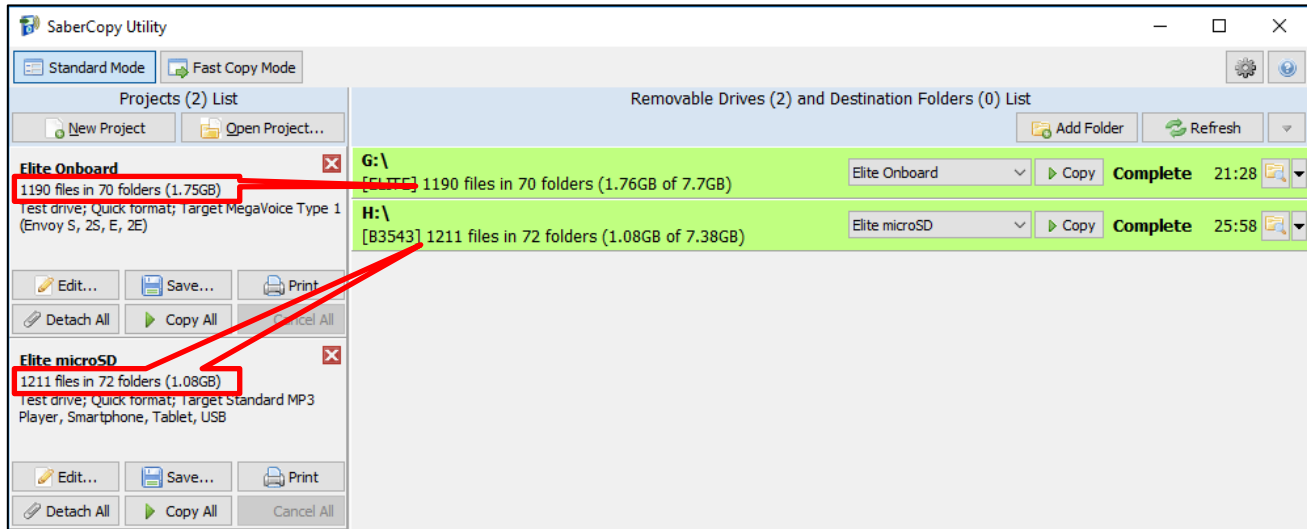 SaberCopy Utility
Standard Mode
Fast Copy Mode
Projects (2) List
New Project
Open Project...
Elite Onboard
1190 files in 70 folders (1.75GB)
Test drive; Quick format; Target MegaVoice Type 1
(Envoy S, 2S, E, 2E)
Edit...
Save...
Print
Detach All
Copy All
Cancel All
Elite microSD
1211 files in 72 folders (1.08GB)
Test drive; Quick format; Target Standard MP3
Player, Smartphone, Tablet, USB
Edit...
Save...
Print
Detach All
Copy All
Cancel All
Removable Drives (2) and Destination Folders (0) List
Add Folder
Refresh
G:\
[ELITE] 1190 files in 70 folders (1.76GB of 7.7GB)
Elite Onboard
Copy
Complete
21:28
H:\
[B3543] 1211 files in 72 folders (1.08GB of 7.38GB)
Elite microSD
Copy
Complete
25:58